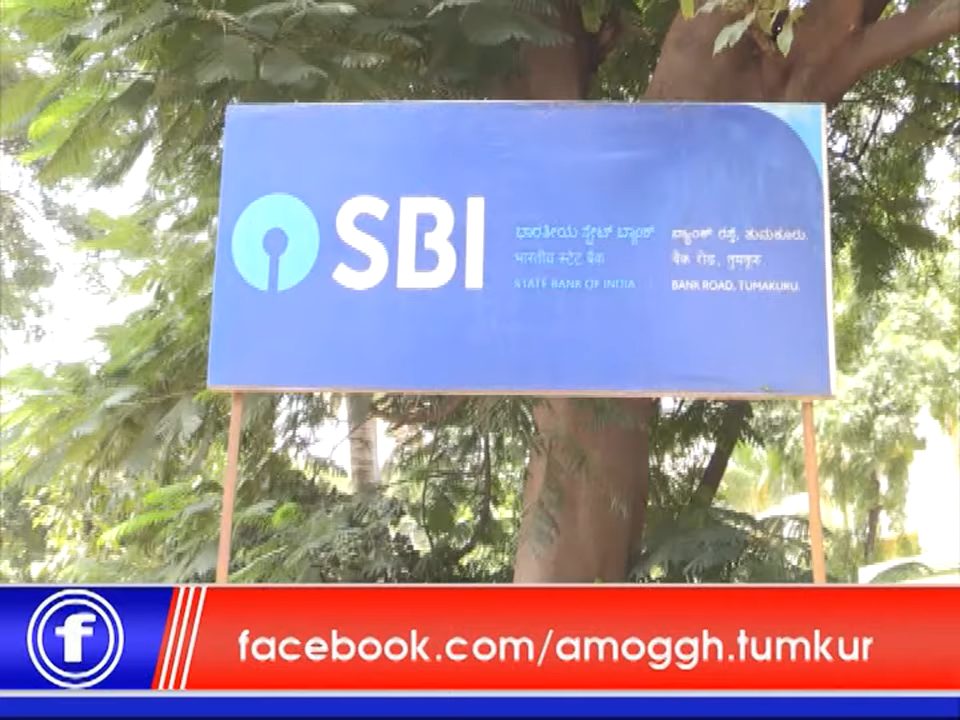 SBI
ಭಾರತೀಯ ಸ್ಟೇಟ್ ಬ್ಯಾಂಕ್
भारतीय स्टेट बैंक
STATE BANK OF INDIA
ಬ್ಯಾಂಕ್ ರಸ್ತೆ, ತುಮಕೂರು.
बैंक रोड, तुमकूरु.
BANK ROAD, TUMAKURU.
facebook.com/amoggh.tumkur